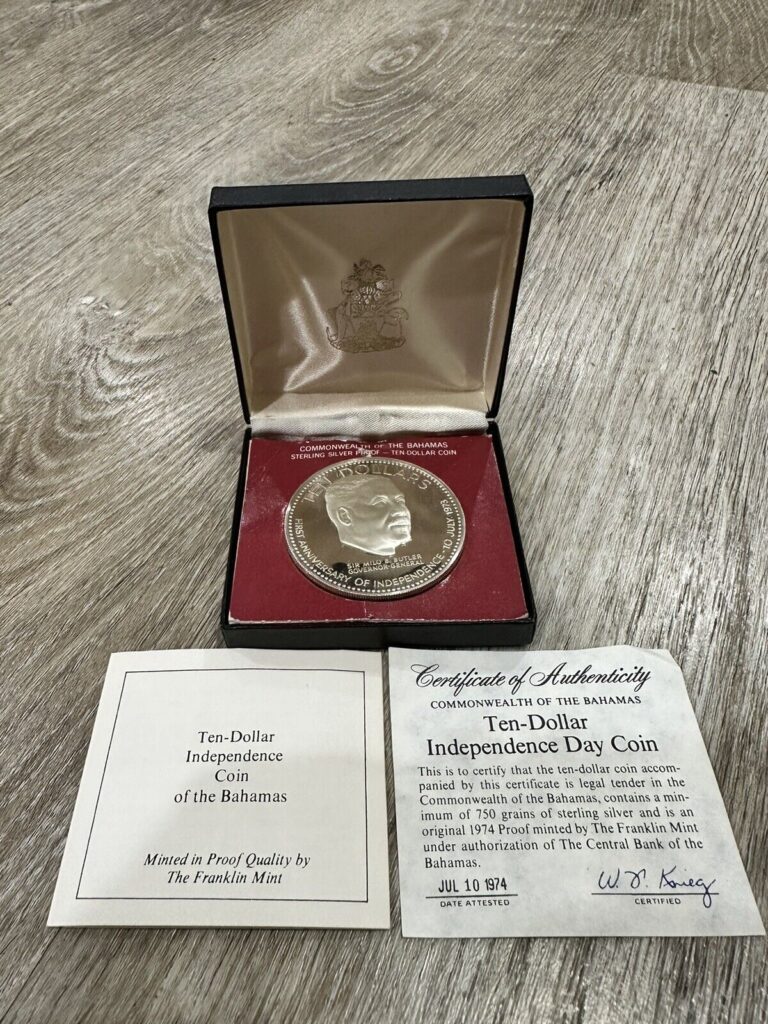 COMMONWEALTH OF THE BAHAMAS
STERLING SILVER PROOF — TEN-DOLLAR COIN
TEN DOLLARS
FIRST ANNIVERSARY OF INDEPENDENCE - 10 JULY 1973
SIR MILO B. BUTLER
GOVERNOR-GENERAL
Ten-Dollar
Independence
Coin
of the Bahamas
Minted in Proof Quality by
The Franklin Mint
Certificate of Authenticity
COMMONWEALTH OF THE BAHAMAS
Ten-Dollar
Independence Day Coin
This is to certify that the ten-dollar coin accom-
panied by this certificate is legal tender in the
Commonwealth of the Bahamas, contains a min-
imum of 750 grains of sterling silver and is an
original 1974 Proof minted by The Franklin Mint
under authorization of The Central Bank of the
Bahamas.
JUL 10 1974
DATE ATTESTED
CERTIFIED